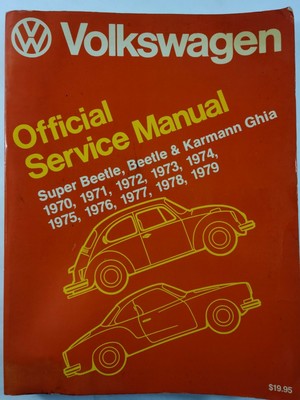 Volkswagen
Official
Service Manual
Super Beetle, Beetle & Karmann Ghia
1970, 1971, 1972, 1973, 1974,
1975, 1976, 1977, 1978, 1979
$19.95